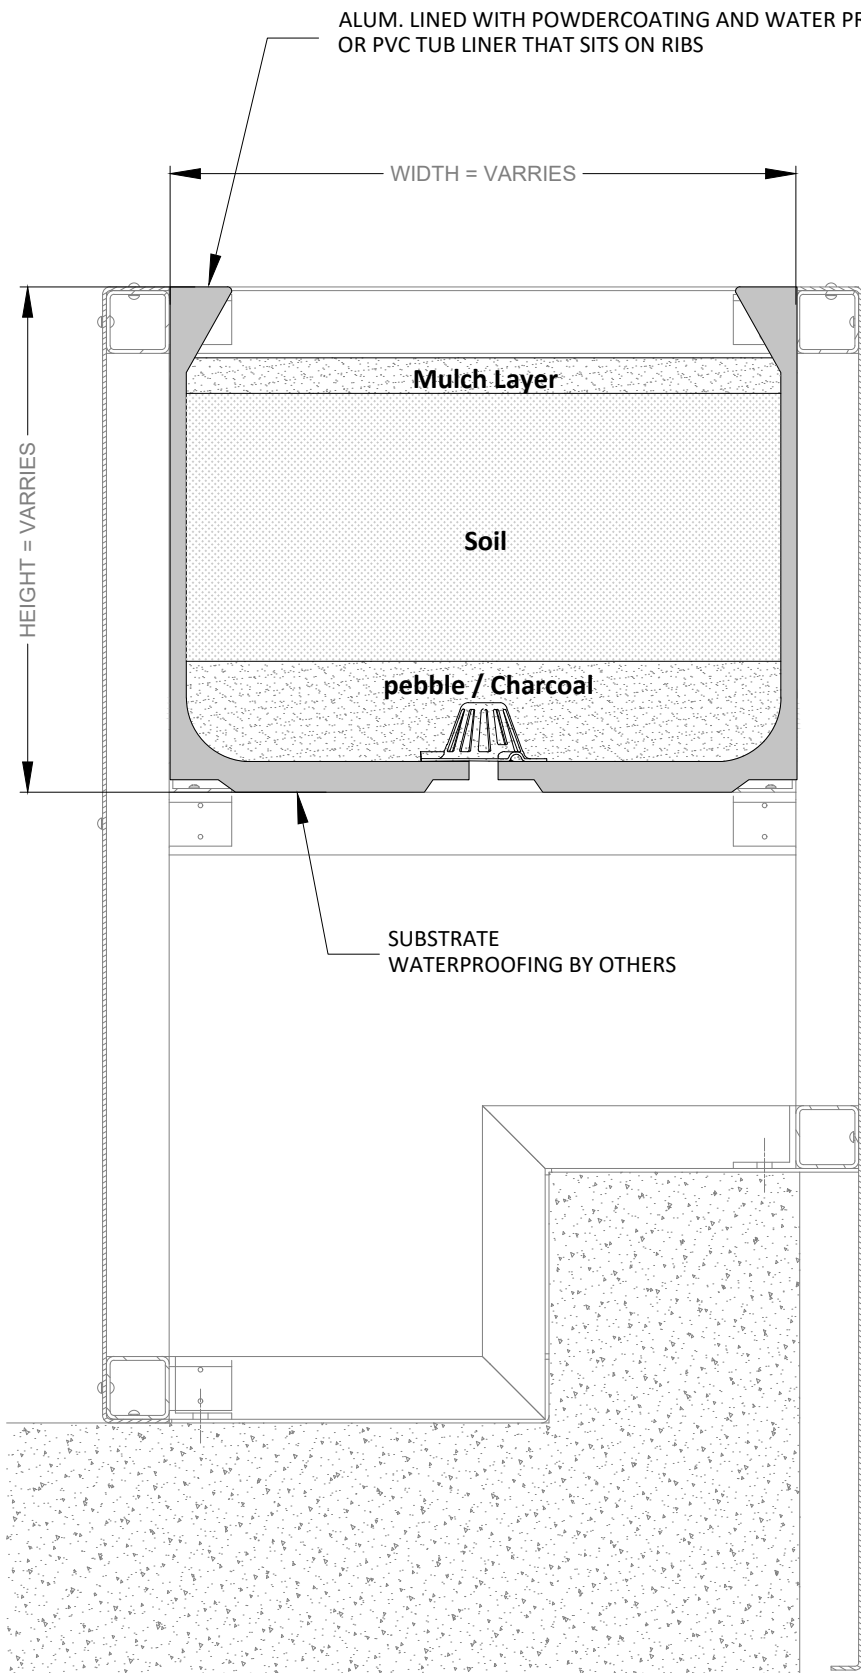 ALUM. LINED WITH POWDERCOATING AND WATER
OR PVC TUB LINER THAT SITS ON RIBS
WIDTH = VARRIES
HEIGHT = VARRIES
Mulch Layer
Soil
pebble / Charcoal
SUBSTRATE
WATERPROOFING BY OTHERS